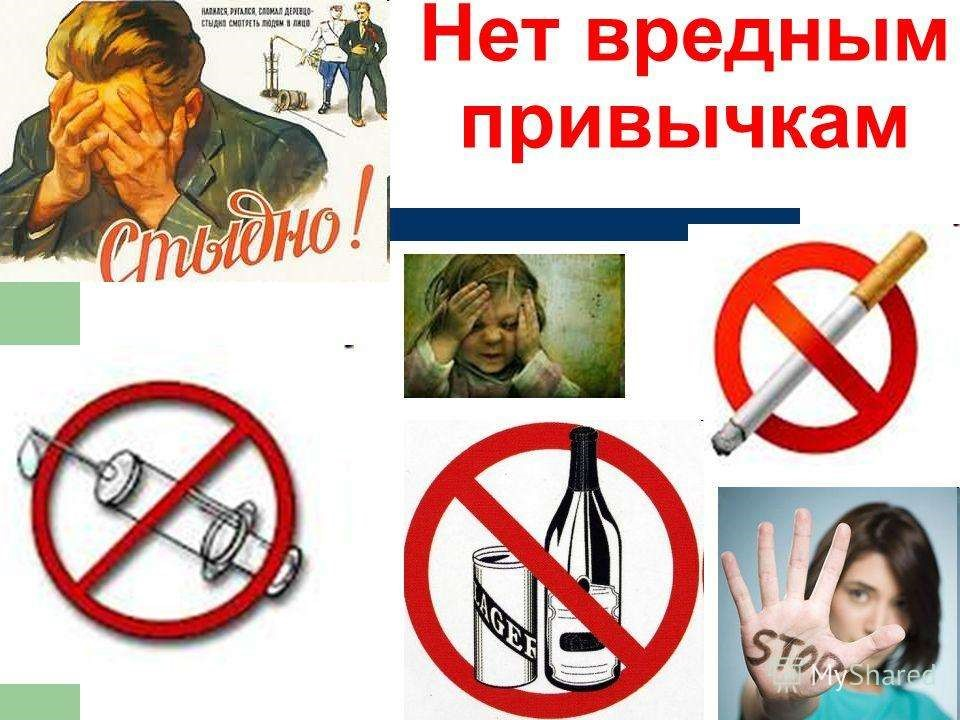 НАПИЛСЯ, РУГАЛСЯ, СЛОМАЛ ДЕРЕВЦО-
СТЫДНО СМОТРЕТЬ ЛЮДЯМ В ЛИЦО
Стыдно!
Нет вредным
привычкам
LAGER
STOP
MyShared